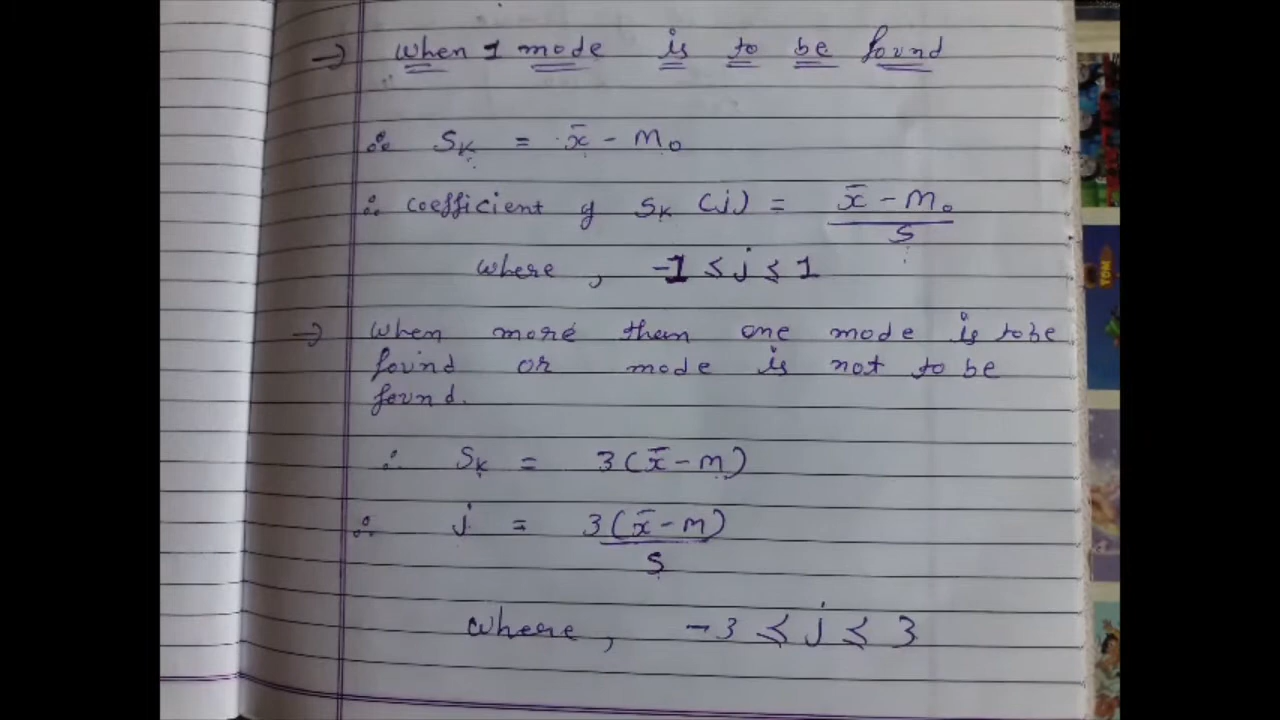 → When 1 mode is to be found
∴ Sk = x̄ - Mo
∴ coefficient of Sk (j) = x̄ - Mo
S
where , -1 ≤ j ≤ 1
→ When more then one mode is to be
found or mode is not to be
found.
∴ Sk = 3(x̄ - M)
∴ j = 3(x̄ - M)
S
where , -3 ≤ j ≤ 3